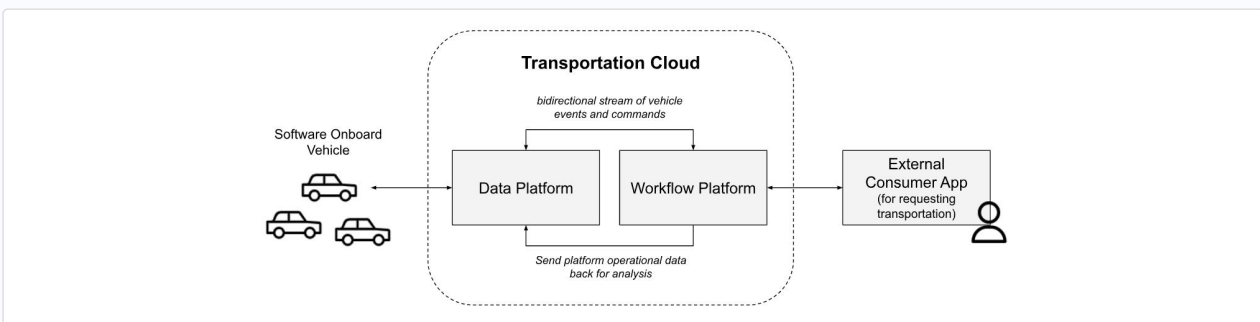 Transportation Cloud
bidirectional stream of vehicle
events and commands
Software Onboard
Vehicle
Data Platform
Workflow Platform
External
Consumer App
(for requesting
transportation)
Send platform operational data
back for analysis